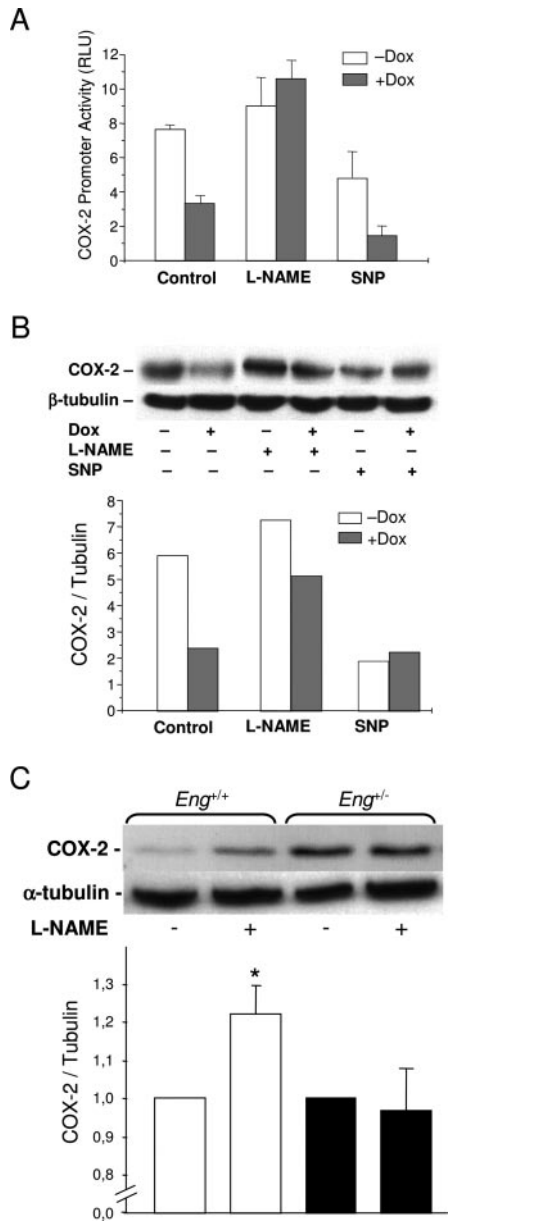 A
COX-2 Promoter Activity (RLU)
12
10
8
6
4
2
0
–Dox
+Dox
Control L-NAME SNP
B
COX-2 –
β-tubulin –
Dox – + – + – +
L-NAME – – + + – –
SNP – – – – + +
COX-2 / Tubulin
8
7
6
5
4
3
2
1
0
–Dox
+Dox
Control L-NAME SNP
C
Eng+/+ Eng+/-
COX-2 -
α-tubulin -
L-NAME - + - +
COX-2 / Tubulin
1,3
1,2
1,1
1,0
0,9
0,8
0,0
*